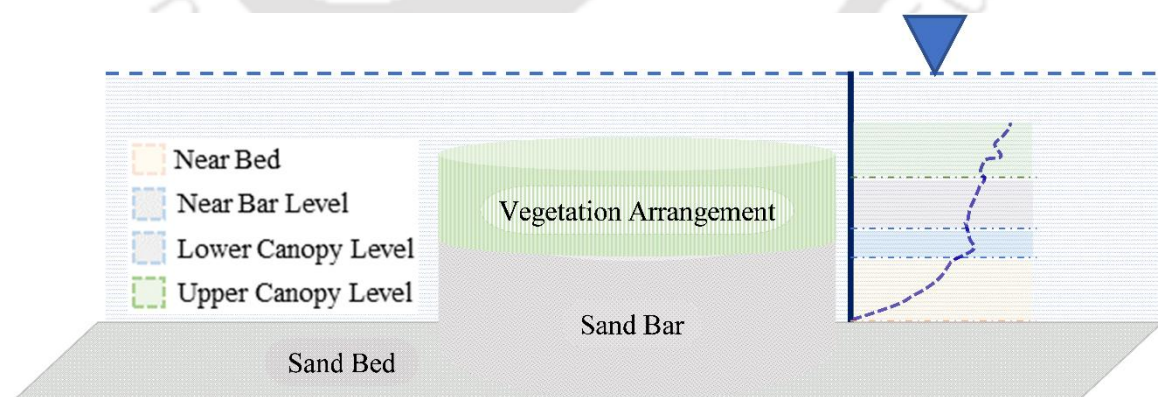 Near Bed
Near Bar Level
Lower Canopy Level
Upper Canopy Level
Vegetation Arrangement
Sand Bar
Sand Bed